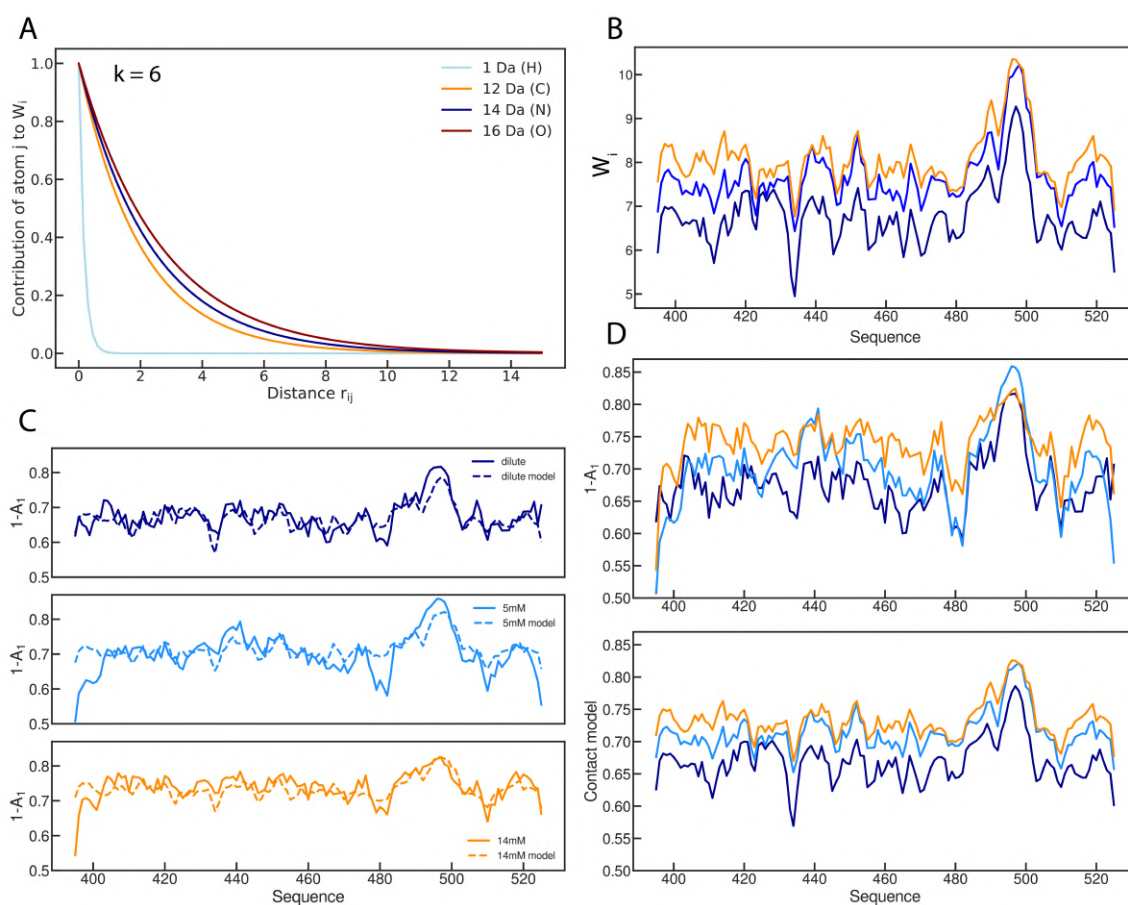 A
k = 6
1 Da (H)
12 Da (C)
14 Da (N)
16 Da (O)
Contribution of atom j to Wi
1.0
0.8
0.6
0.4
0.2
0.0
0 2 4 6 8 10 12 14
Distance rij
B
Wi
10
9
8
7
6
5
400 420 440 460 480 500 520
Sequence
C
dilute
dilute model
1-A1
0.8
0.7
0.6
0.5
5mM
5mM model
1-A1
0.8
0.7
0.6
0.5
14mM
14mM model
1-A1
0.8
0.7
0.6
0.5
400 420 440 460 480 500 520
Sequence
D
1-A1
0.85
0.80
0.75
0.70
0.65
0.60
0.55
0.50
400 420 440 460 480 500 520
Contact model
0.85
0.80
0.75
0.70
0.65
0.60
0.55
0.50
400 420 440 460 480 500 520
Sequence